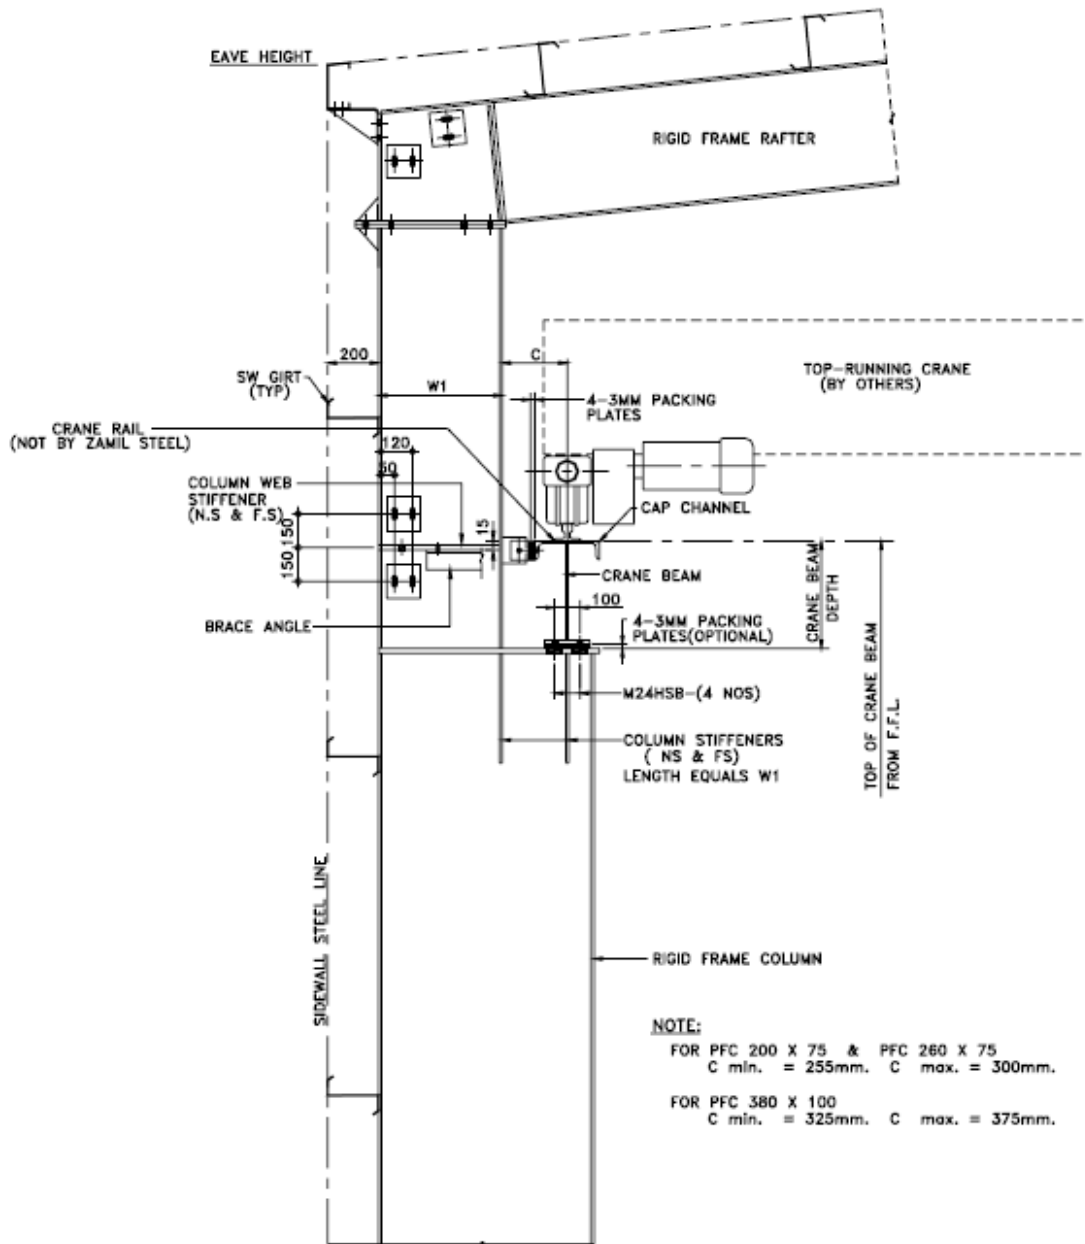 EAVE HEIGHT
RIGID FRAME RAFTER
200
C
W1
SW GIRT
(TYP)
TOP-RUNNING CRANE
(BY OTHERS)
4-3MM PACKING
PLATES
CRANE RAIL
(NOT BY ZAMIL STEEL)
120
50
COLUMN WEB
STIFFENER
(N.S & F.S)
150
150
15
CAP CHANNEL
CRANE BEAM
100
BRACE ANGLE
4-3MM PACKING
PLATES(OPTIONAL)
CRANE BEAM
DEPTH
M24HSB-(4 NOS)
COLUMN STIFFENERS
( NS & FS)
LENGTH EQUALS W1
TOP OF CRANE BEAM
FROM F.F.L.
SIDEWALL STEEL LINE
RIGID FRAME COLUMN
NOTE:
FOR PFC 200 X 75 & PFC 260 X 75
C min. = 255mm. C max. = 300mm.
FOR PFC 380 X 100
C min. = 325mm. C max. = 375mm.